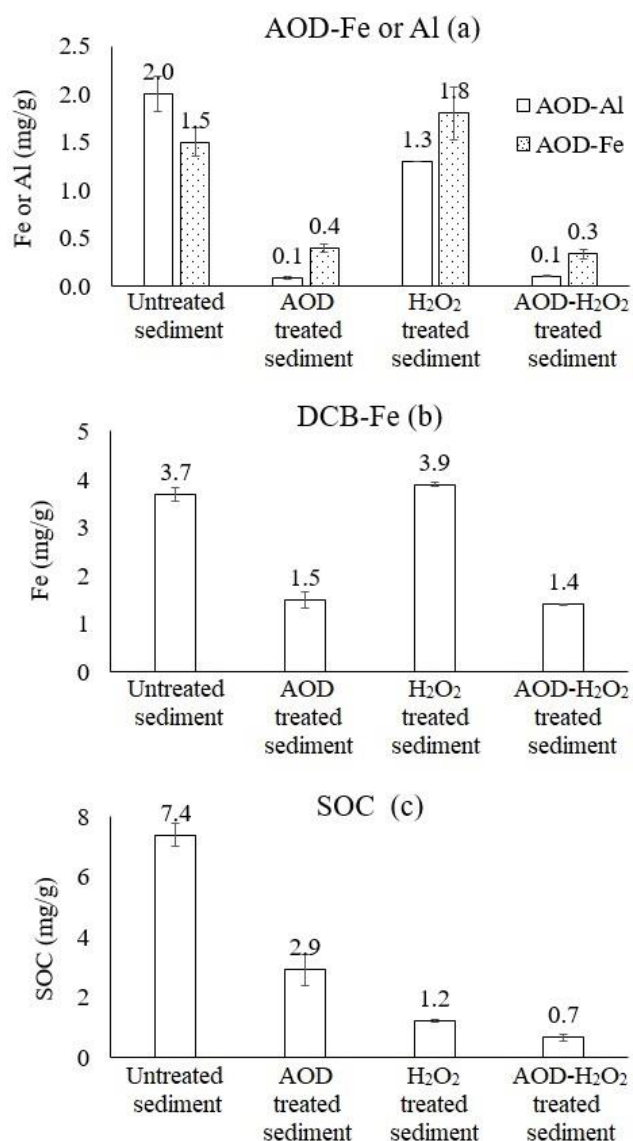 AOD-Fe or Al (a)
Fe or Al (mg/g)
2.5
2.0
1.5
1.0
0.5
0.0
2.0
1.5
0.1
0.4
1.3
1.8
0.1
0.3
AOD-Al
AOD-Fe
Untreated sediment
AOD treated sediment
H₂O₂ treated sediment
AOD-H₂O₂ treated sediment
DCB-Fe (b)
Fe (mg/g)
5
4
3
2
1
0
3.7
1.5
3.9
1.4
Untreated sediment
AOD treated sediment
H₂O₂ treated sediment
AOD-H₂O₂ treated sediment
SOC (c)
SOC (mg/g)
8
6
4
2
0
7.4
2.9
1.2
0.7
Untreated sediment
AOD treated sediment
H₂O₂ treated sediment
AOD-H₂O₂ treated sediment